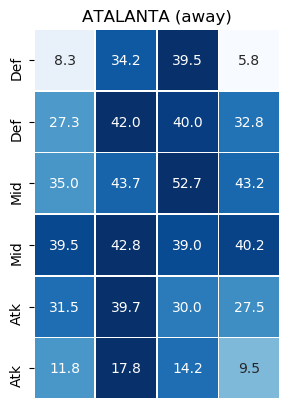 ATALANTA (away)
Def 8.3 34.2 39.5 5.8
Def 27.3 42.0 40.0 32.8
Mid 35.0 43.7 52.7 43.2
Mid 39.5 42.8 39.0 40.2
Atk 31.5 39.7 30.0 27.5
Atk 11.8 17.8 14.2 9.5